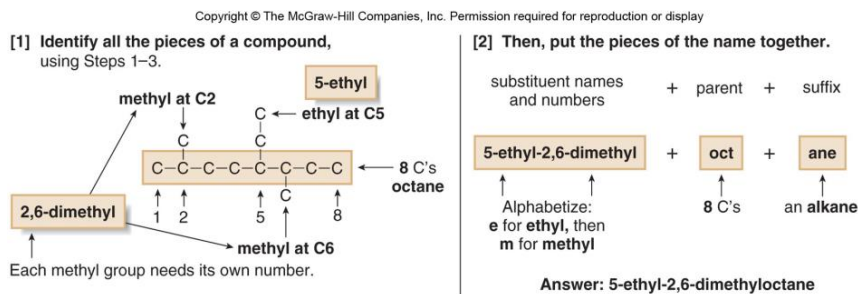 Copyright © The McGraw-Hill Companies, Inc. Permission required for reproduction or display
[1] Identify all the pieces of a compound,
using Steps 1–3.
5-ethyl
methyl at C2
C ← ethyl at C5
C C
C–C–C–C–C–C–C–C ← 8 C's
octane
C
1 2 5 8
2,6-dimethyl
methyl at C6
Each methyl group needs its own number.
[2] Then, put the pieces of the name together.
substituent names + parent + suffix
and numbers
5-ethyl-2,6-dimethyl + oct + ane
Alphabetize: 8 C's an alkane
e for ethyl, then
m for methyl
Answer: 5-ethyl-2,6-dimethyloctane